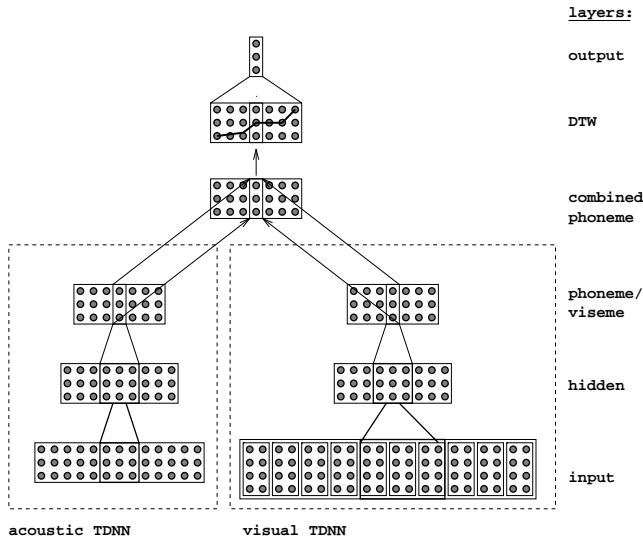 layers:
output
DTW
combined
phoneme
phoneme/
viseme
hidden
input
acoustic TDNN
visual TDNN